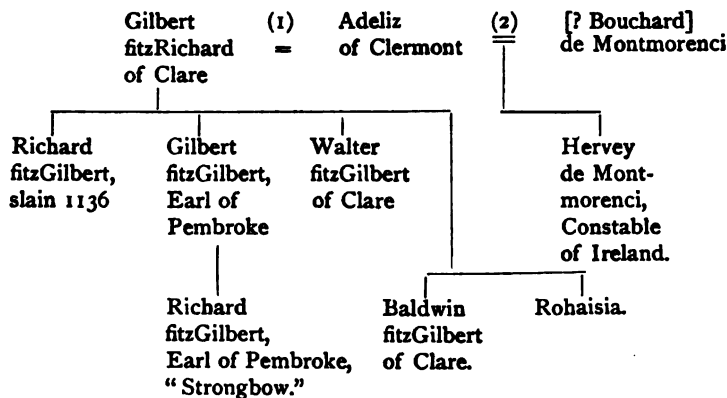 Gilbert (1) Adeliz (2) [? Bouchard]
fitzRichard = of Clermont = de Montmorenci
of Clare
Richard Gilbert Walter Hervey
fitzGilbert, fitzGilbert, fitzGilbert de Mont-
slain 1136 Earl of of Clare morenci,
Pembroke Constable
of Ireland.
Richard Baldwin Rohaisia.
fitzGilbert, fitzGilbert
Earl of Pembroke, of Clare.
“Strongbow.”